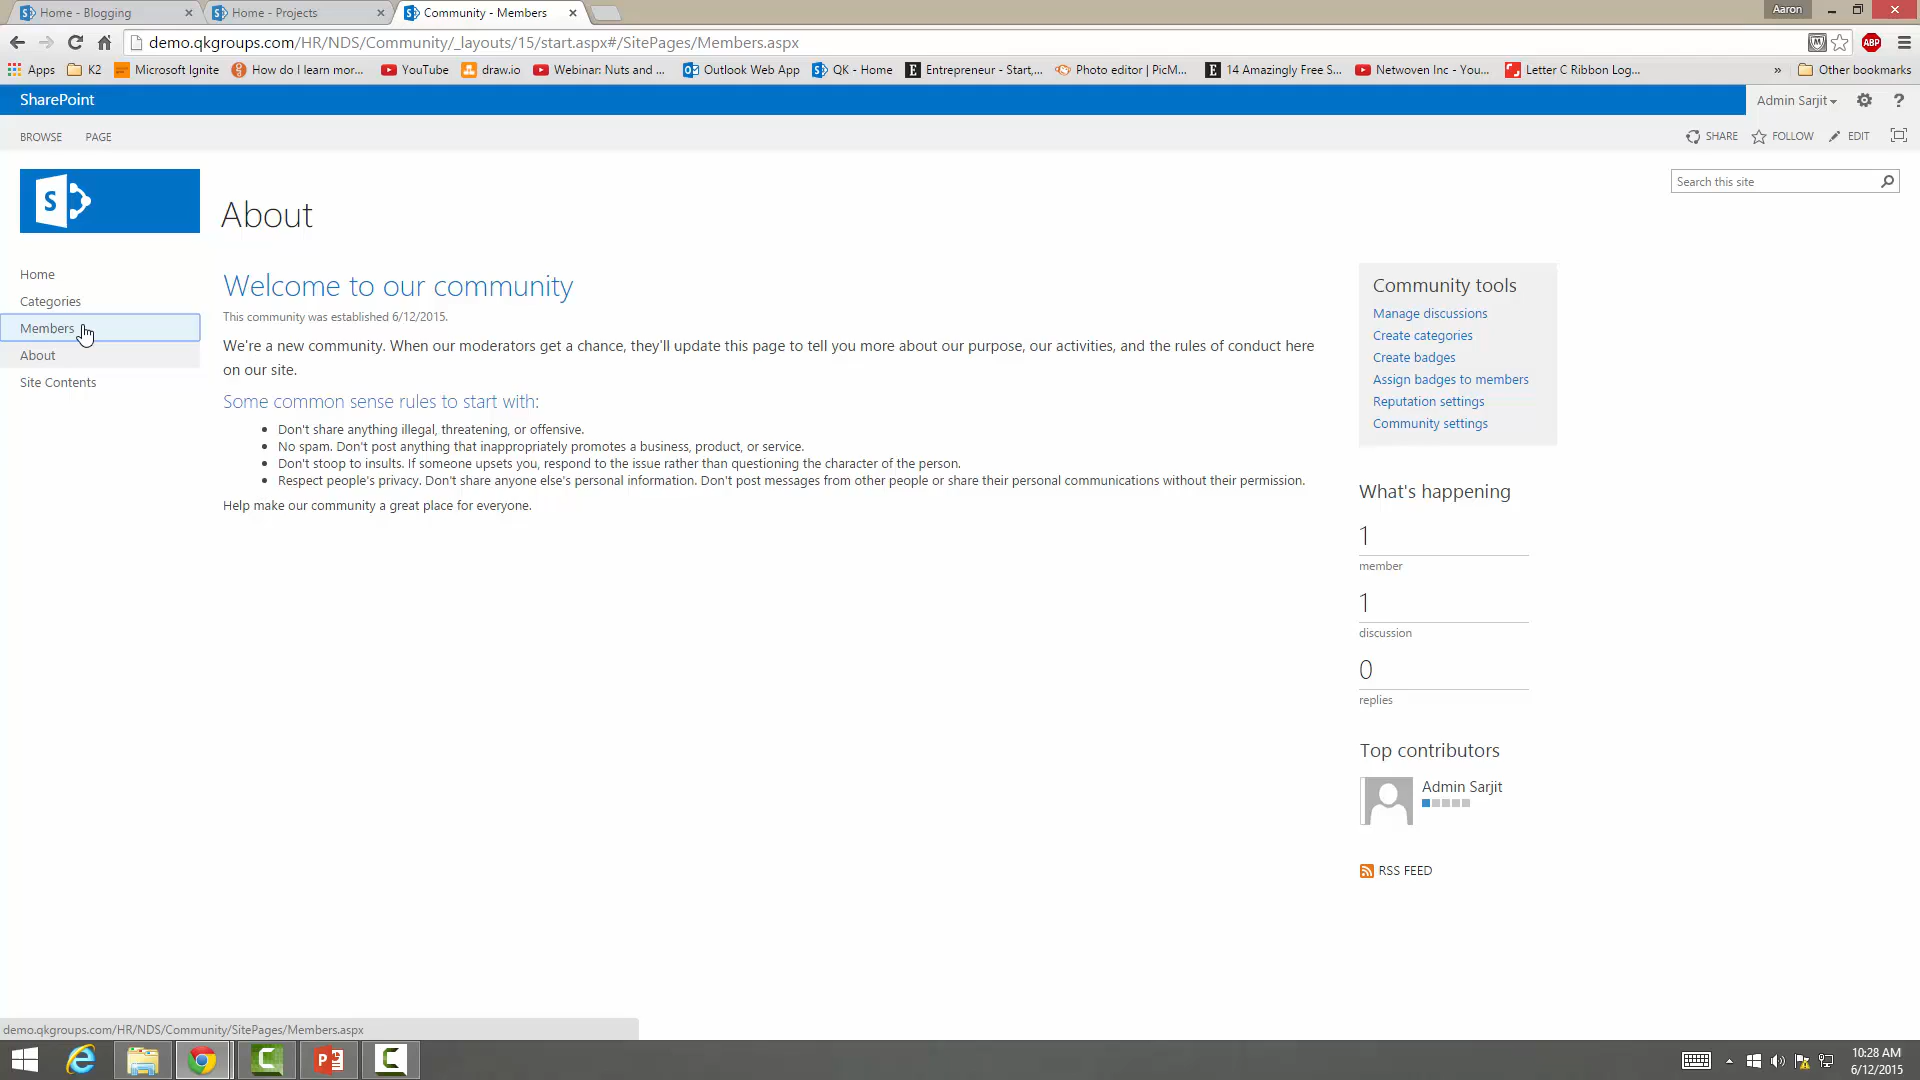 Home - Blogging
Home - Projects
Community - Members
Aaron
demo.qkgroups.com/HR/NDS/Community/_layouts/15/start.aspx#/SitePages/Members.aspx
ABP
Apps
K2
Microsoft Ignite
How do I learn mor...
YouTube
draw.io
Webinar: Nuts and ...
Outlook Web App
QK - Home
Entrepreneur - Start,...
Photo editor | PicM...
14 Amazingly Free S...
Netwoven Inc - You...
Letter C Ribbon Log...
»
Other bookmarks
SharePoint
Admin Sarjit
?
BROWSE
PAGE
SHARE
FOLLOW
EDIT
S
About
Search this site
Home
Categories
Members
About
Site Contents
Welcome to our community
This community was established 6/12/2015.
We're a new community. When our moderators get a chance, they'll update this page to tell you more about our purpose, our activities, and the rules of conduct here
on our site.
Some common sense rules to start with:
• Don't share anything illegal, threatening, or offensive.
• No spam. Don't post anything that inappropriately promotes a business, product, or service.
• Don't stoop to insults. If someone upsets you, respond to the issue rather than questioning the character of the person.
• Respect people's privacy. Don't share anyone else's personal information. Don't post messages from other people or share their personal communications without their permission.
Help make our community a great place for everyone.
Community tools
Manage discussions
Create categories
Create badges
Assign badges to members
Reputation settings
Community settings
What's happening
1
member
1
discussion
0
replies
Top contributors
Admin Sarjit
RSS FEED
demo.qkgroups.com/HR/NDS/Community/SitePages/Members.aspx
10:28 AM
6/12/2015